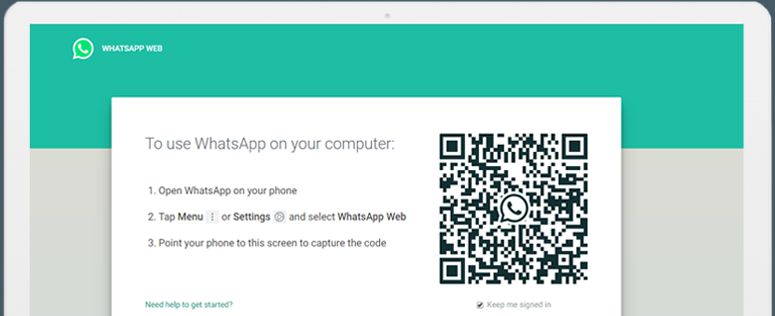 WHATSAPP WEB
To use WhatsApp on your computer:
1. Open WhatsApp on your phone
2. Tap Menu or Settings and select WhatsApp Web
3. Point your phone to this screen to capture the code
Need help to get started?
Keep me signed in